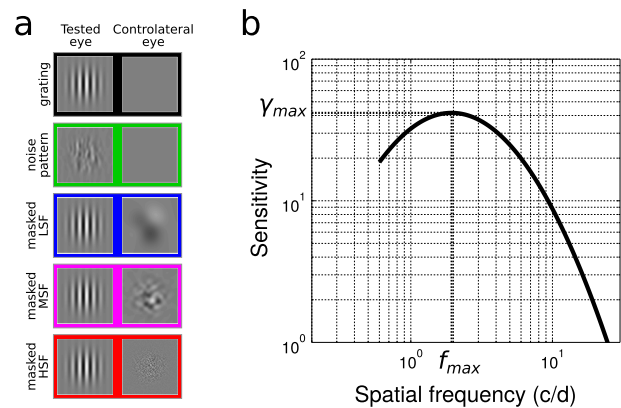 a
Tested
eye
Controlateral
eye
grating
noise
pattern
masked
LSF
masked
MSF
masked
HSF
b
10²
γmax
10¹
10⁰
Sensitivity
10⁰
fmax
10¹
Spatial frequency (c/d)